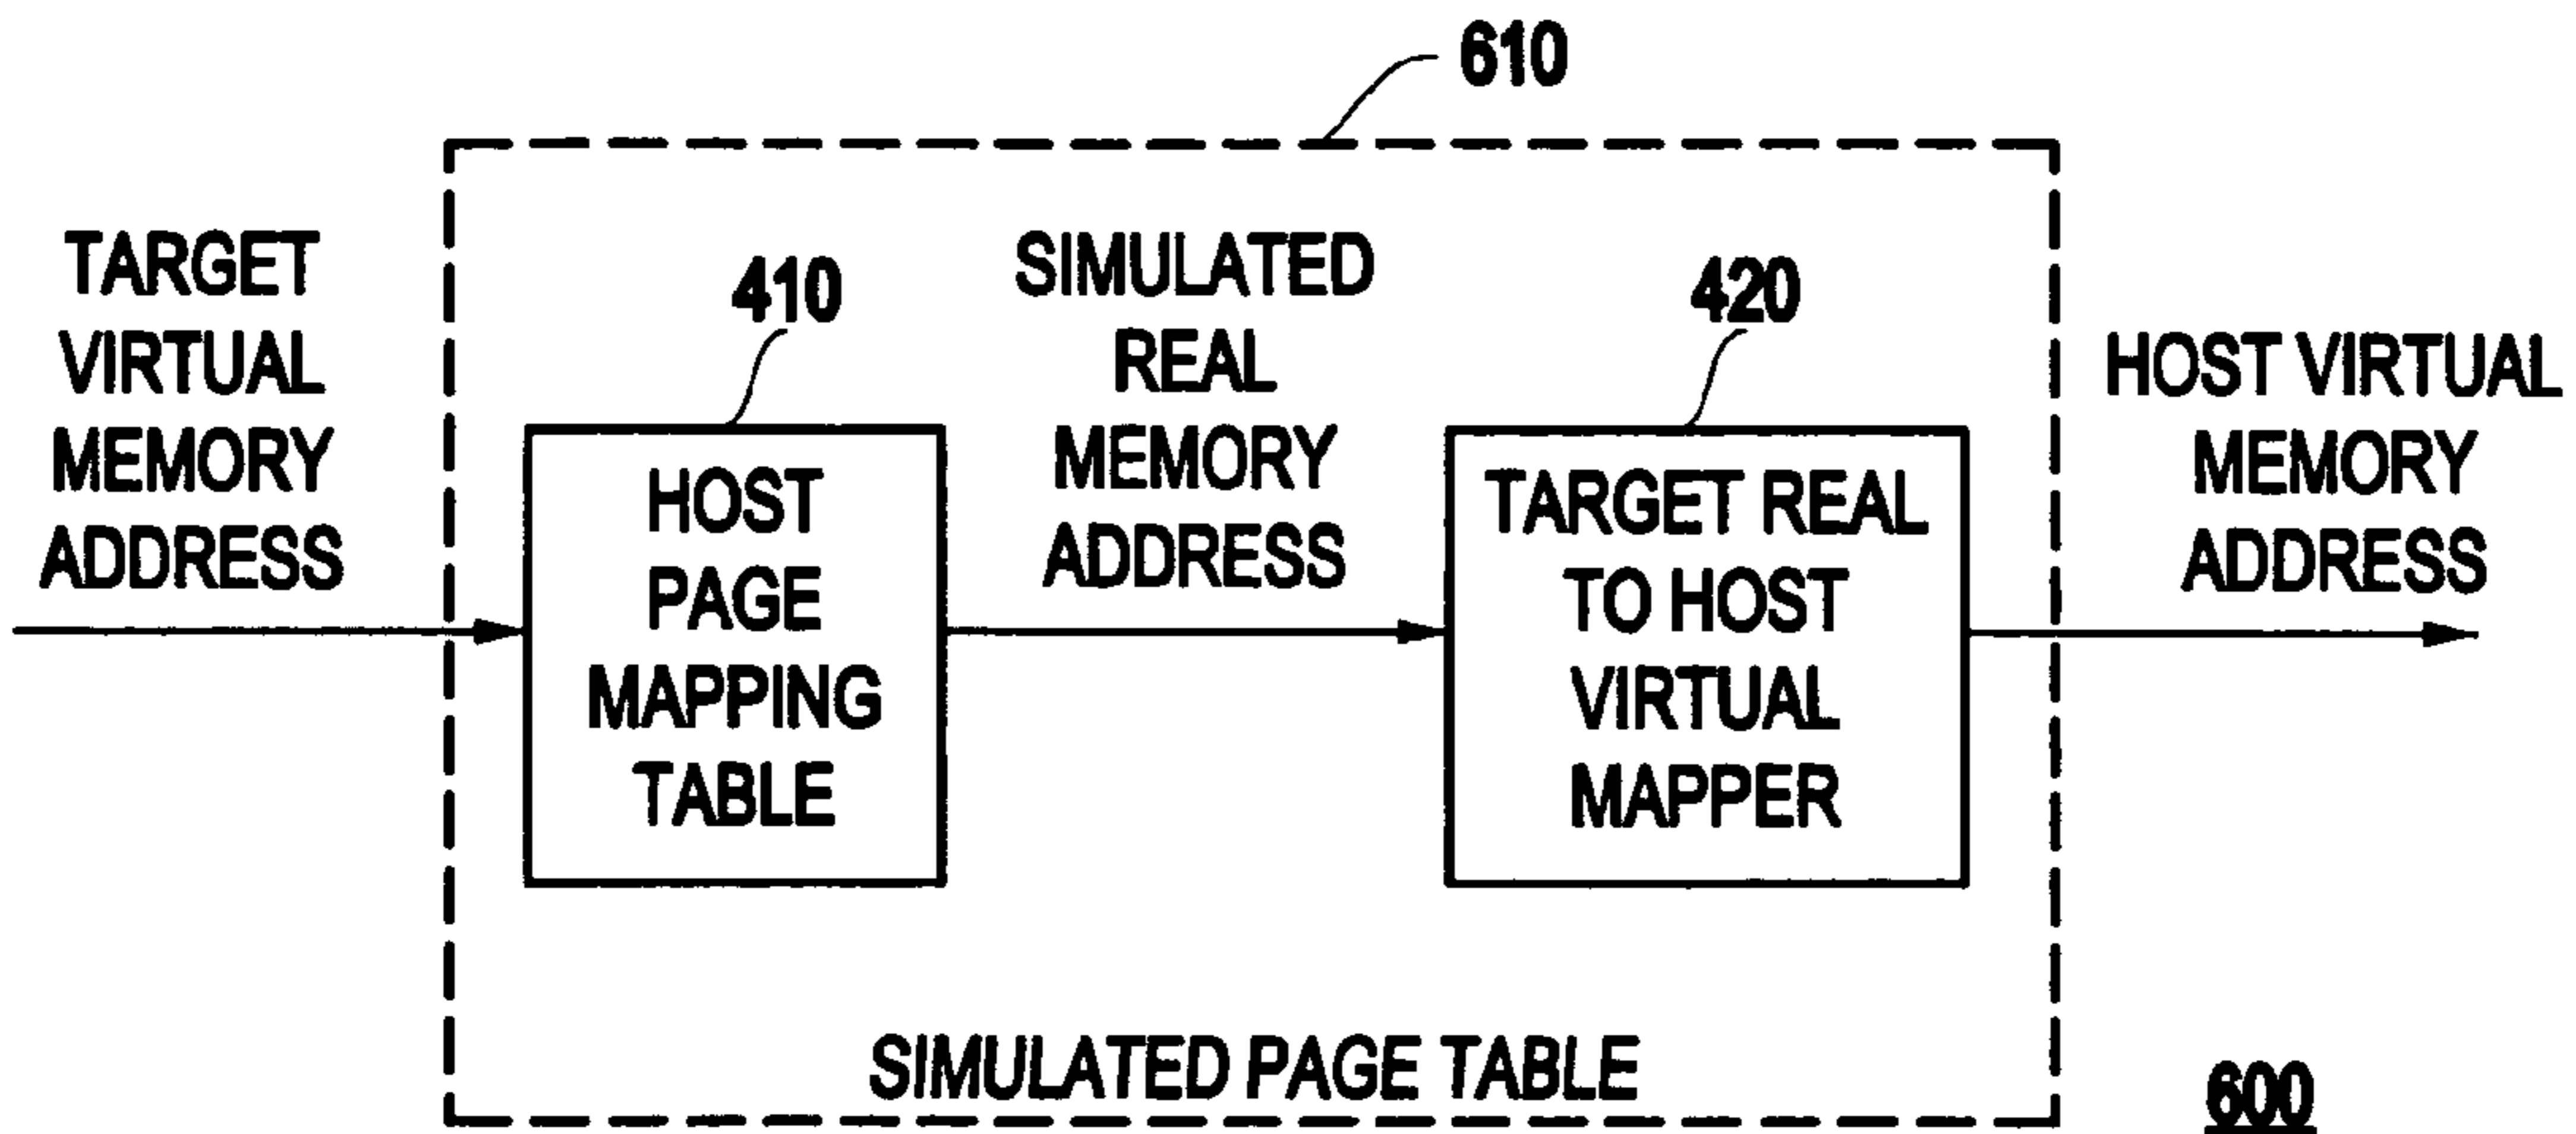 610
TARGET
VIRTUAL
MEMORY
ADDRESS
410
HOST
PAGE
MAPPING
TABLE
SIMULATED
REAL
MEMORY
ADDRESS
420
TARGET REAL
TO HOST
VIRTUAL
MAPPER
HOST VIRTUAL
MEMORY
ADDRESS
SIMULATED PAGE TABLE
600